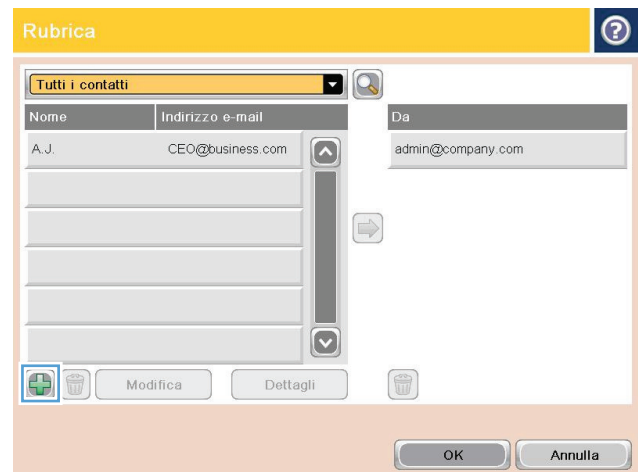 Rubrica
Tutti i contatti
Nome Indirizzo e-mail Da
A.J. CEO@business.com admin@company.com
Modifica Dettagli
OK Annulla